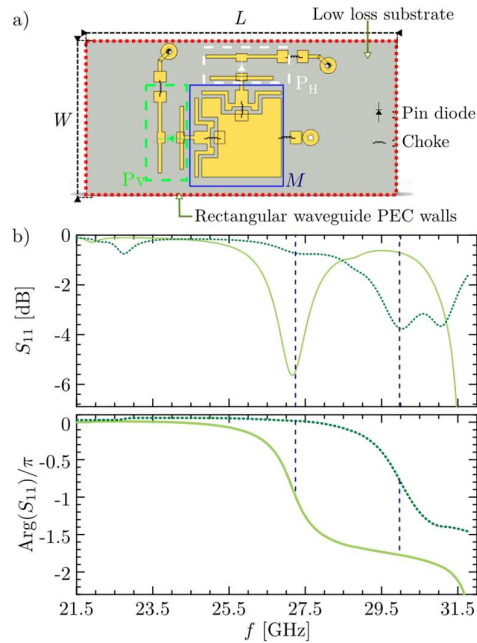 a)
L
Low loss substrate
W
P_H
P_V
M
Pin diode
Choke
Rectangular waveguide PEC walls
b)
0
-2
-4
-6
S_11 [dB]
0
-0.5
-1
-1.5
-2
Arg(S_11)/π
21.5 23.5 25.5 27.5 29.5 31.5
f [GHz]